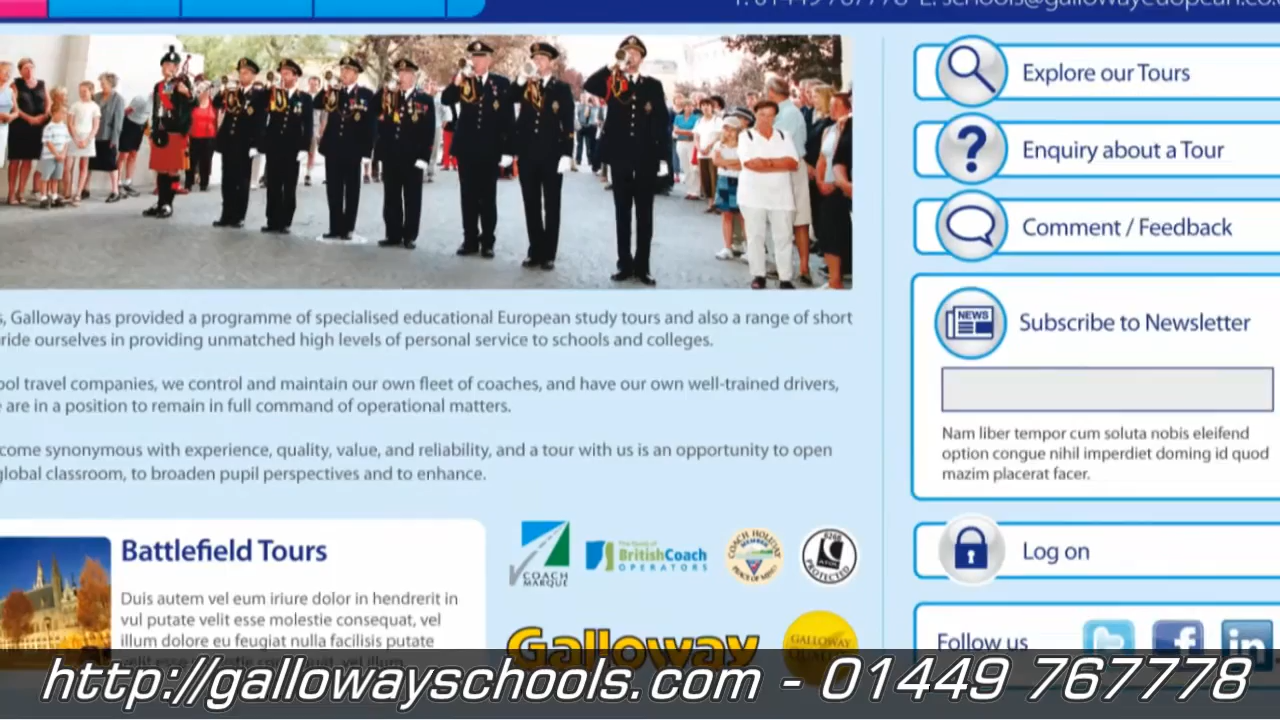 Explore our Tours
Enquiry about a Tour
Comment / Feedback
NEWS
Subscribe to Newsletter
Nam liber tempor cum soluta nobis eleifend
option congue nihil imperdiet doming id quod
mazim placerat facer.
Log on
Follow us
s, Galloway has provided a programme of specialised educational European study tours and also a range of short
ride ourselves in providing unmatched high levels of personal service to schools and colleges.
ool travel companies, we control and maintain our own fleet of coaches, and have our own well-trained drivers,
e are in a position to remain in full command of operational matters.
come synonymous with experience, quality, value, and reliability, and a tour with us is an opportunity to open
global classroom, to broaden pupil perspectives and to enhance.
Battlefield Tours
Duis autem vel eum iriure dolor in hendrerit in
vul putate velit esse molestie consequat, vel
illum dolore eu feugiat nulla facilisis putate
COACH
MARQUE
BritishCoach
OPERATORS
COACH HOLIDAY
MEMBER
PEACE OF MIND
PROTECTED
Galloway
GALLOWAY
http://gallowayschools.com - 01449 767778